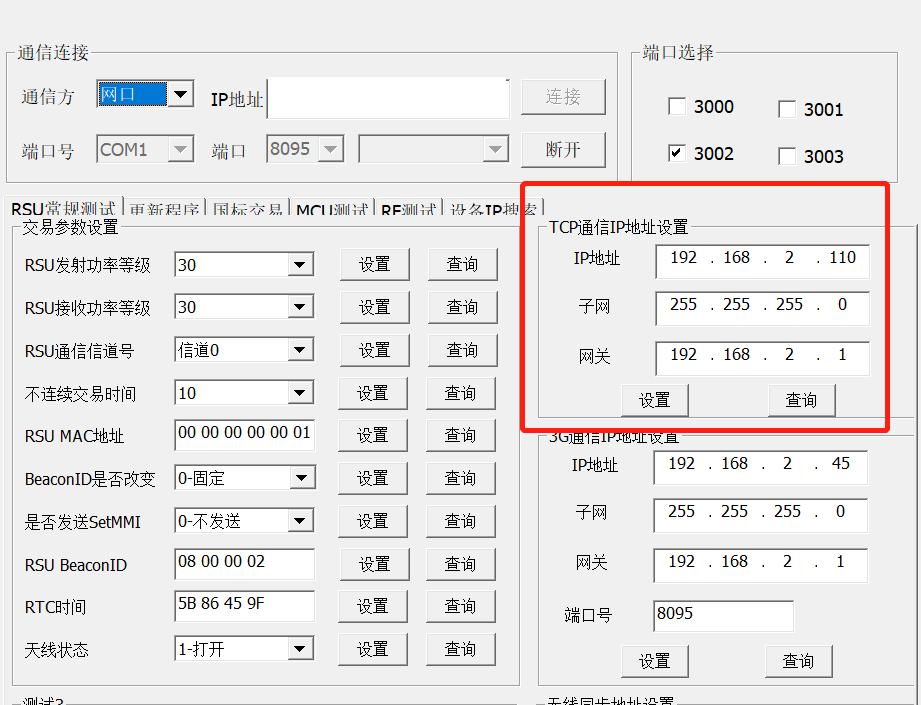 通信连接
通信方 网口 IP地址 连接
端口号 COM1 端口 8095 断开
端口选择
3000 3001
3002 3003
RSU常规测试 更新程序 国标交易 MCU测试 RF测试 设备IP搜索
交易参数设置
RSU发射功率等级 30 设置 查询
RSU接收功率等级 30 设置 查询
RSU通信信道号 信道0 设置 查询
不连续交易时间 10 设置 查询
RSU MAC地址 00 00 00 00 00 01 设置 查询
BeaconID是否改变 0-固定 设置 查询
是否发送SetMMI 0-不发送 设置 查询
RSU BeaconID 08 00 00 02 设置 查询
RTC时间 5B 86 45 9F 设置 查询
天线状态 1-打开 设置 查询
TCP通信IP地址设置
IP地址 192 . 168 . 2 . 110
子网 255 . 255 . 255 . 0
网关 192 . 168 . 2 . 1
设置 查询
3G通信IP地址设置
IP地址 192 . 168 . 2 . 45
子网 255 . 255 . 255 . 0
网关 192 . 168 . 2 . 1
端口号 8095
设置 查询
测试?
天线同步地址设置